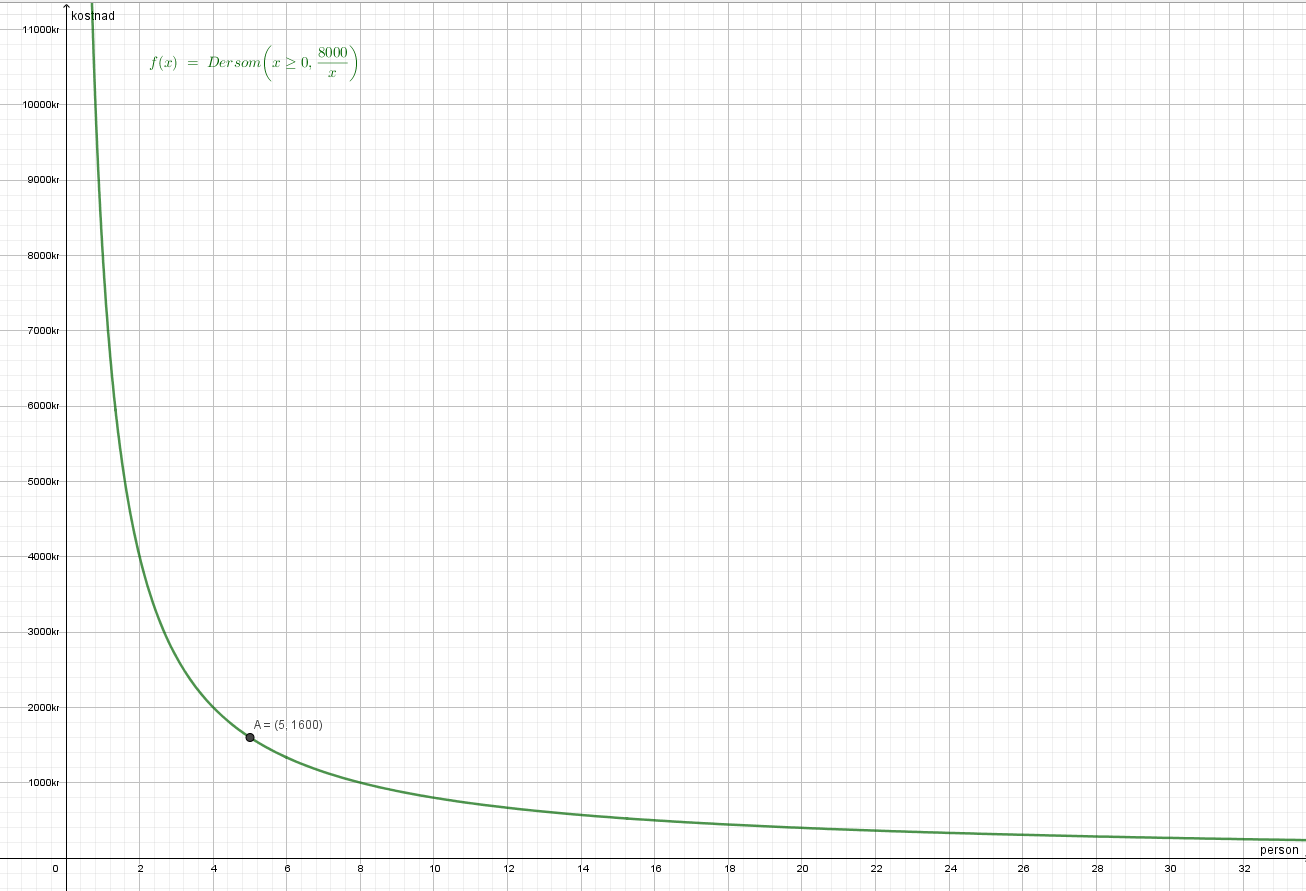 kostnad
11000kr
f(x) = Dersom(x ≥ 0, 8000/x)
10000kr
9000kr
8000kr
7000kr
6000kr
5000kr
4000kr
3000kr
2000kr
A = (5, 1600)
1000kr
person
0 2 4 6 8 10 12 14 16 18 20 22 24 26 28 30 32